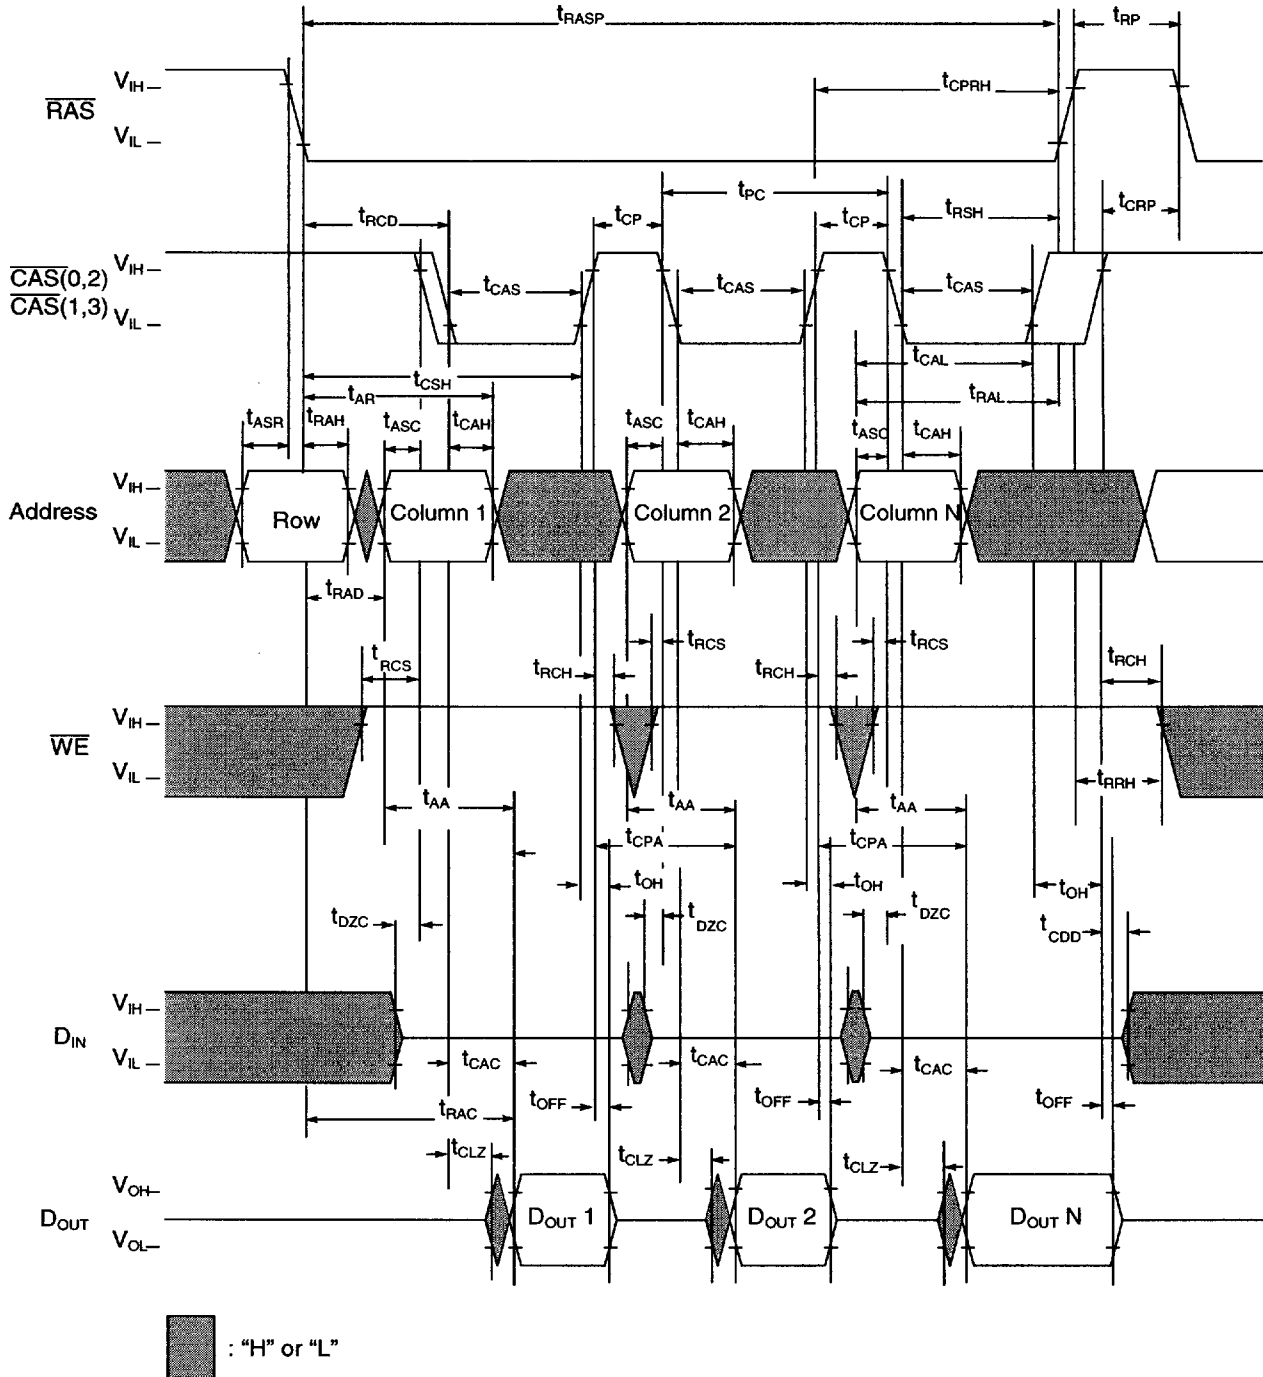 tRASP tRP
VIH
RAS
VIL
tCPRH
tPC
tRCD tCP tCP tRSH tCRP
VIH
CAS(0,2)
CAS(1,3)
VIL
tCAS tCAS tCAS
tCAL
tCSH
tAR tRAL
tASR tRAH tASC tCAH tASC tCAH tASC tCAH
VIH
Address
VIL
Row Column 1 Column 2 Column N
tRAD
tRCS tRCS
tRCS tRCH tRCH tRCH
VIH
WE
VIL
tRRH
tAA tAA tAA
tCPA tCPA
tOH tOH tOH
tDZC tDZC tDZC tCDD
VIH
DIN
VIL
tCAC tCAC tCAC
tRAC tOFF tOFF tOFF
tCLZ tCLZ tCLZ
VOH
DOUT
VOL
DOUT 1 DOUT 2 DOUT N
: “H” or “L”